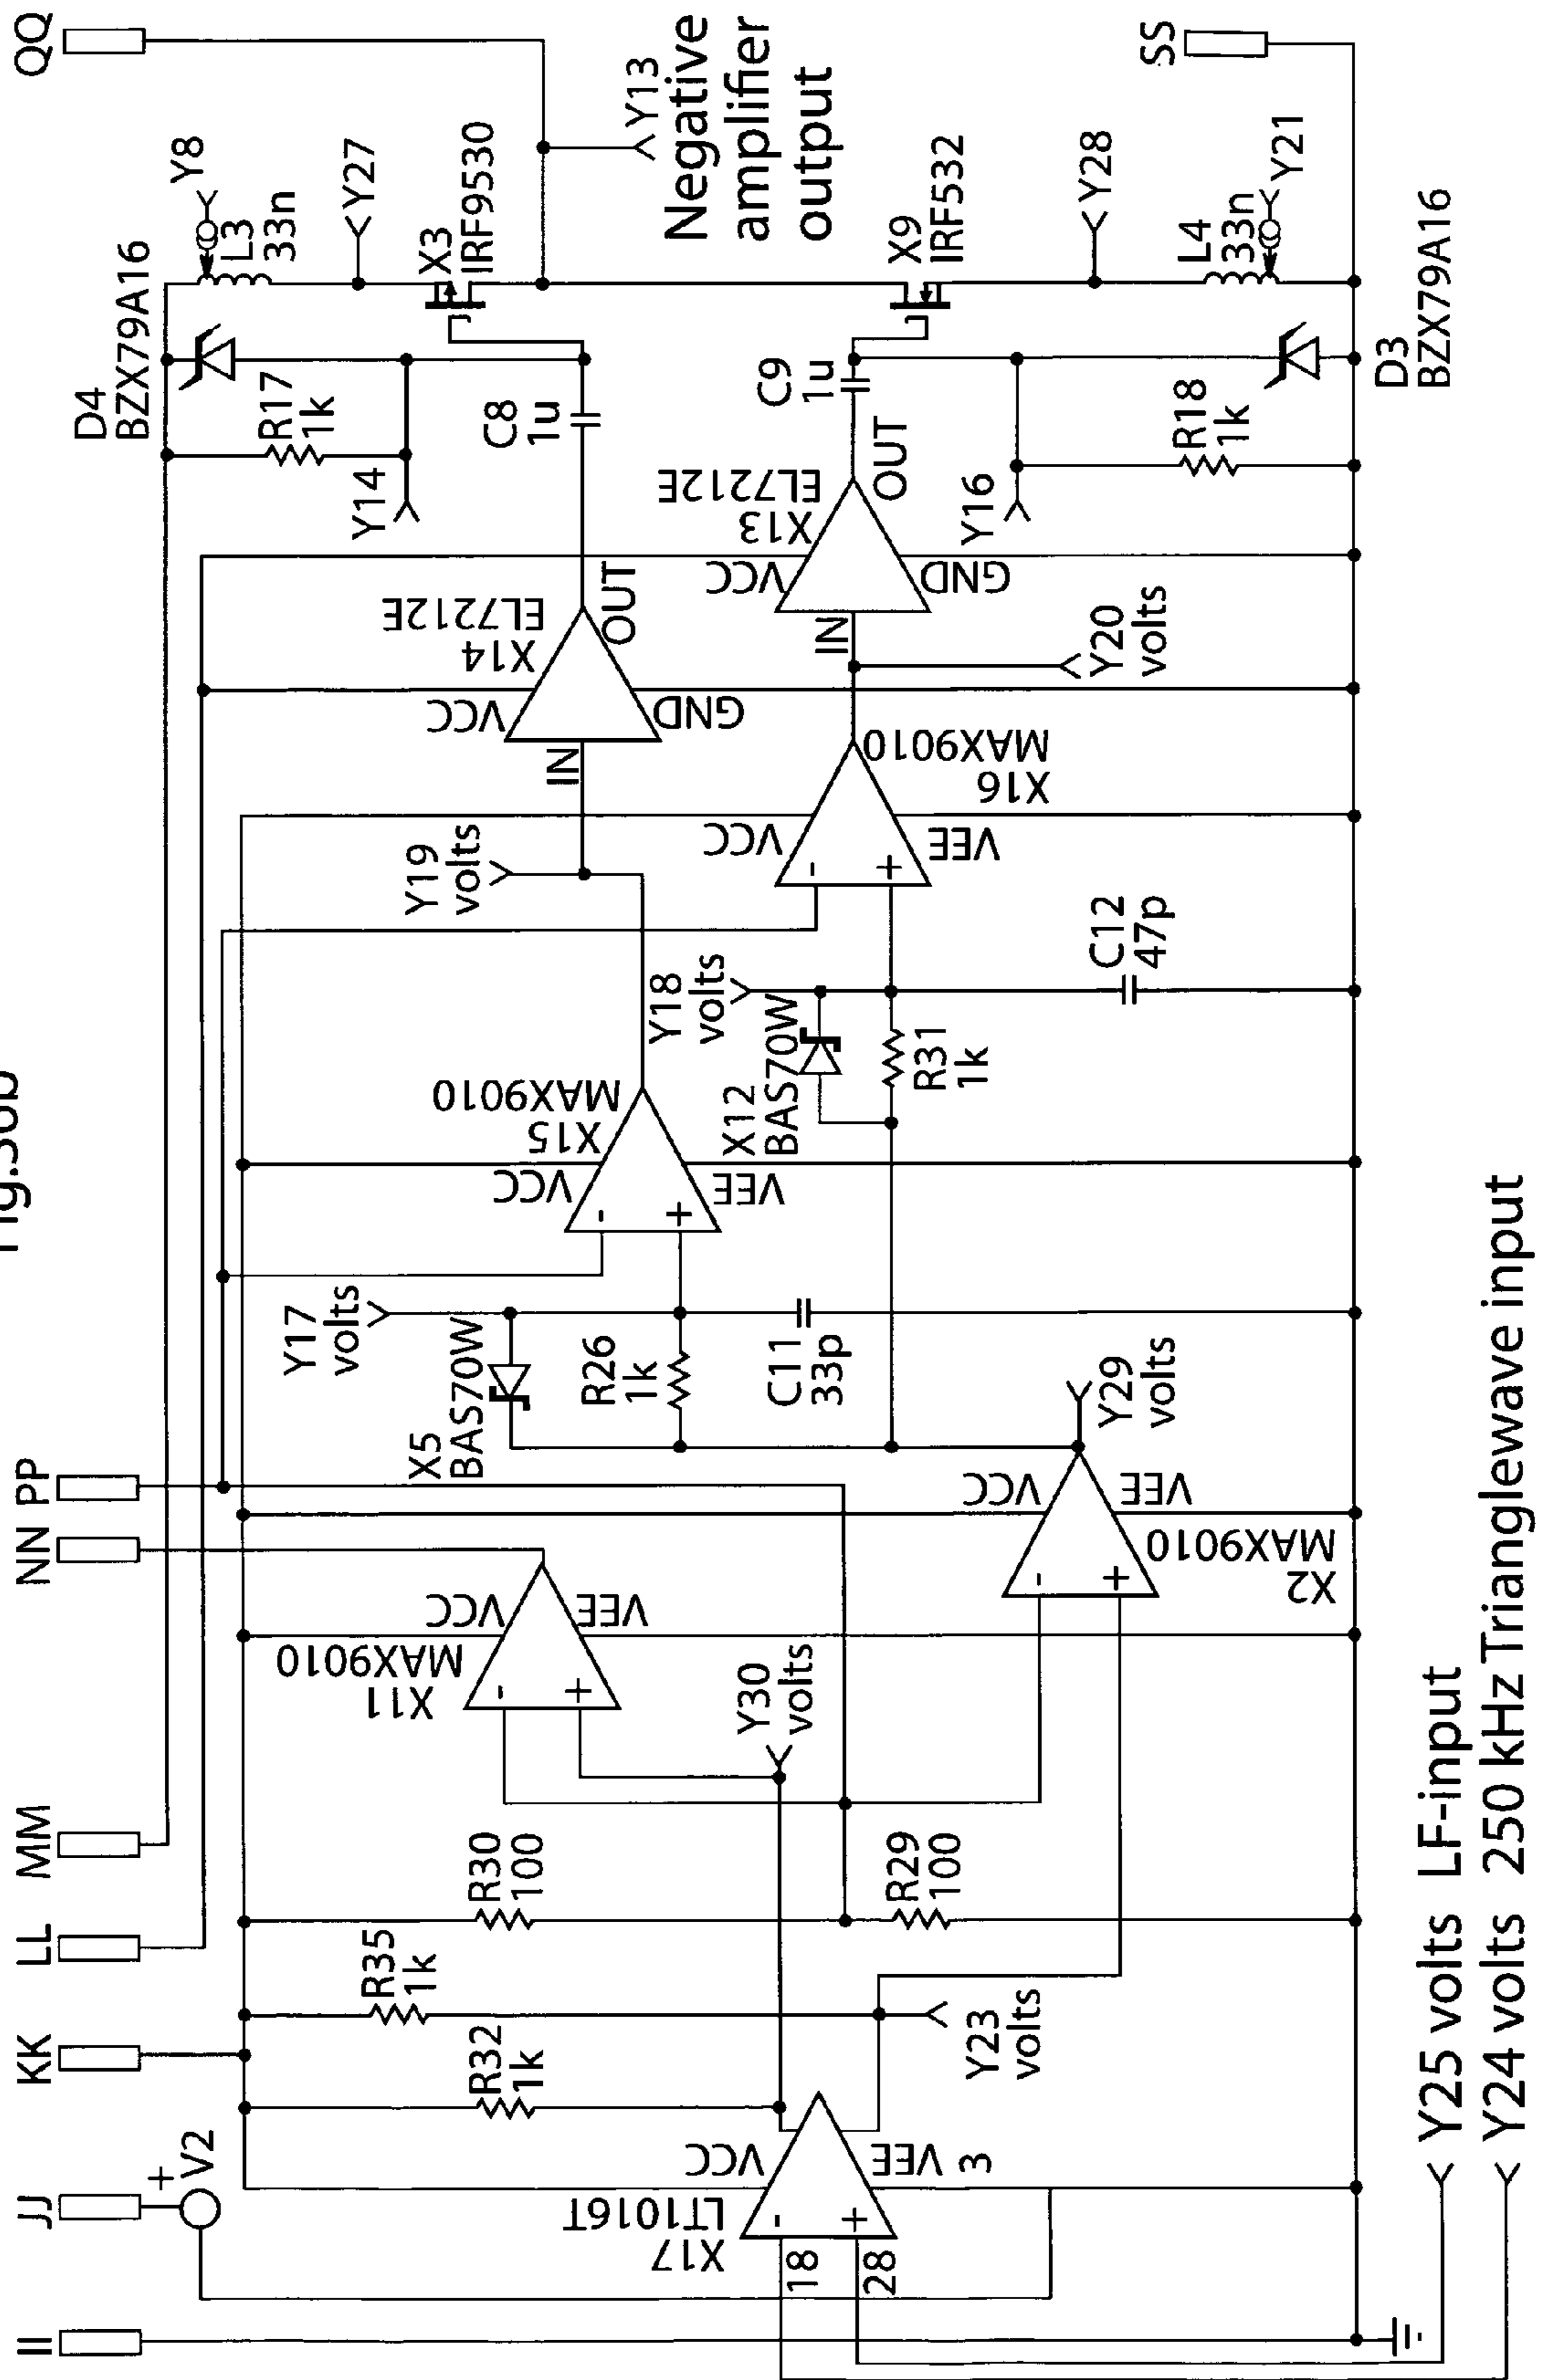 Fig.30b
II
JJ
KK
LL
MM
NN
PP
QQ
+
V2
R32
1k
R35
1k
R30
100
R29
100
X17
LT1016T
VCC
VEE
3
-
+
18
28
Y23
volts
Y30
volts
X11
MAX9010
VCC
VEE
-
+
X2
MAX9010
VCC
VEE
-
+
Y29
volts
X5
BAS70W
R26
1k
C11
33p
Y17
volts
X15
MAX9010
VCC
VEE
-
+
X12
BAS70W
R31
1k
Y18
volts
C12
47p
Y19
volts
X16
MAX9010
VCC
VEE
-
+
Y20
volts
X14
EL7212E
VCC
GND
IN
OUT
X13
EL7212E
VCC
GND
IN
OUT
C8
1u
C9
1u
Y14
R17
1k
D4
BZX79A16
Y16
R18
1k
D3
BZX79A16
Y8
L3
33n
Y27
X3
IRF9530
Y13
Negative
amplifier
output
X9
IRF532
Y28
L4
33n
Y21
SS
Y25 volts LF-input
Y24 volts 250 kHz Trianglewave input